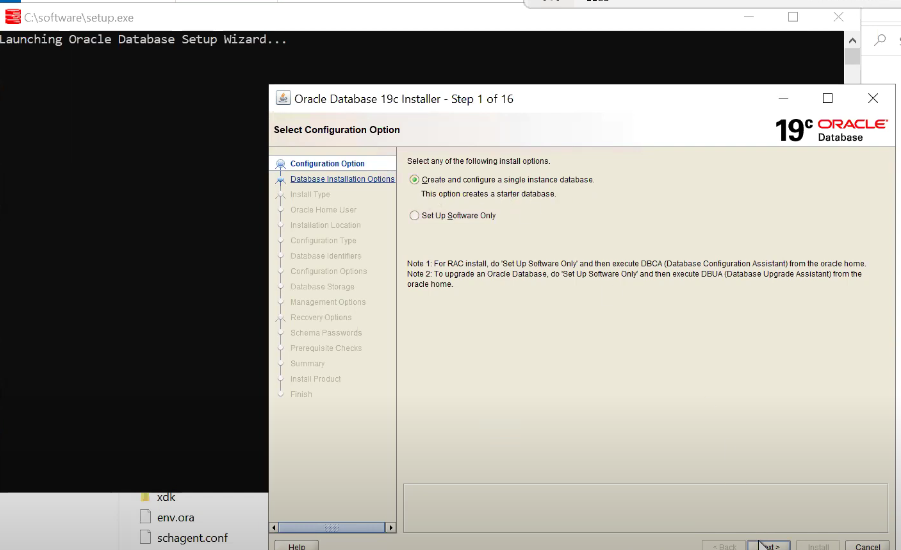 C:\software\setup.exe
Launching Oracle Database Setup Wizard...
Oracle Database 19c Installer - Step 1 of 16
Select Configuration Option
19c ORACLE
Database
Configuration Option
Database Installation Options
Install Type
Oracle Home User
Installation Location
Configuration Type
Database Identifiers
Configuration Options
Database Storage
Management Options
Recovery Options
Schema Passwords
Prerequisite Checks
Summary
Install Product
Finish
Select any of the following install options.
Create and configure a single instance database.
This option creates a starter database.
Set Up Software Only
Note 1: For RAC install, do 'Set Up Software Only' and then execute DBCA (Database Configuration Assistant) from the oracle home.
Note 2: To upgrade an Oracle Database, do 'Set Up Software Only' and then execute DBUA (Database Upgrade Assistant) from the
oracle home.
xdk
env.ora
schagent.conf
Help
< Back
Install
Cancel